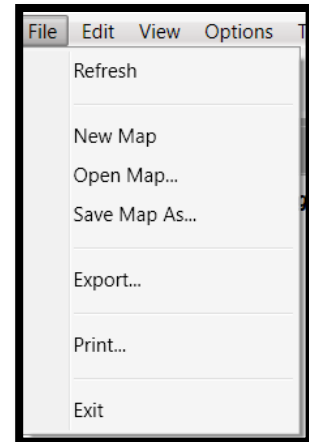 File Edit View Options
Refresh
New Map
Open Map...
Save Map As...
Export...
Print...
Exit